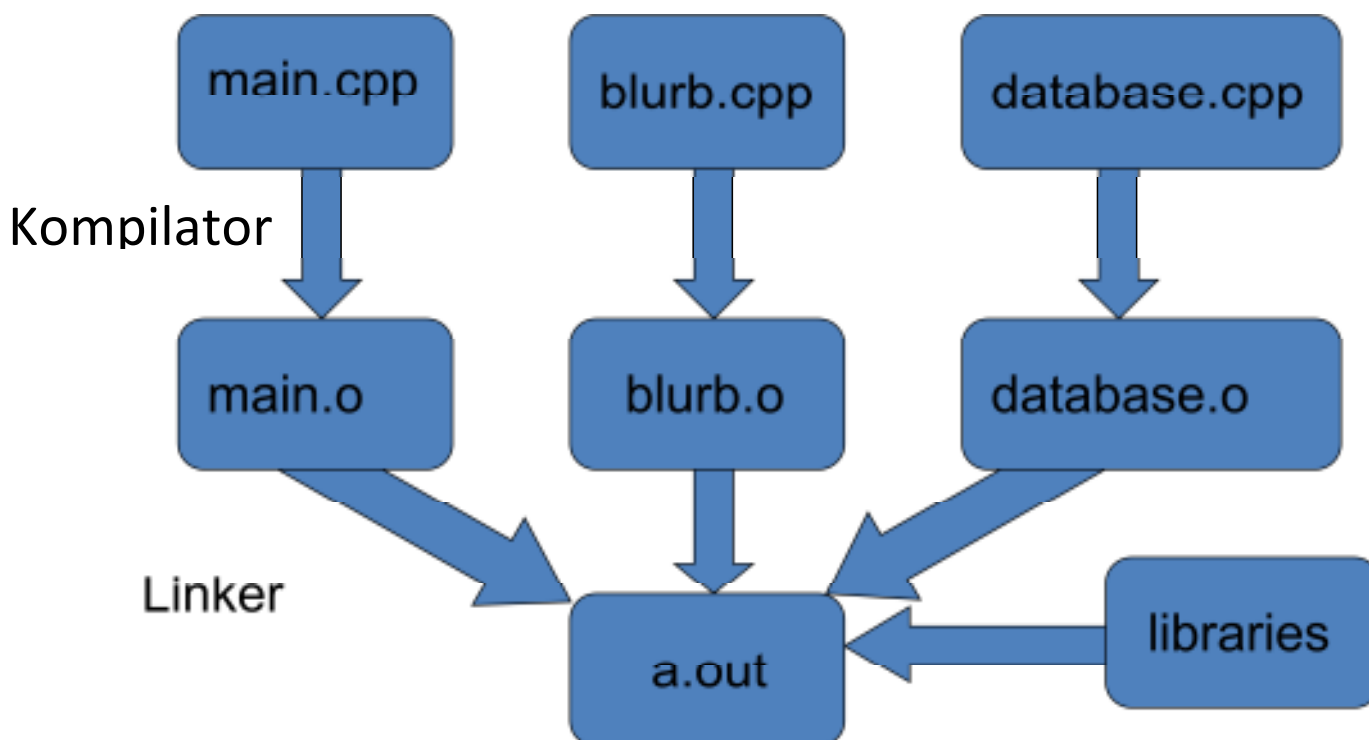 main.cpp
blurb.cpp
database.cpp
Kompilator
main.o
blurb.o
database.o
Linker
libraries
a.out